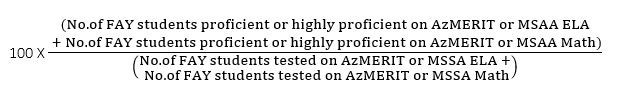 (No.of FAY students proficient or highly proficient on AzMERIT or MSAA ELA
+ No.of FAY students proficient or highly proficient on AzMERIT or MSAA Math)
100 X
(No.of FAY students tested on AzMERIT or MSSA ELA +
No.of FAY students tested on AzMERIT or MSSA Math)